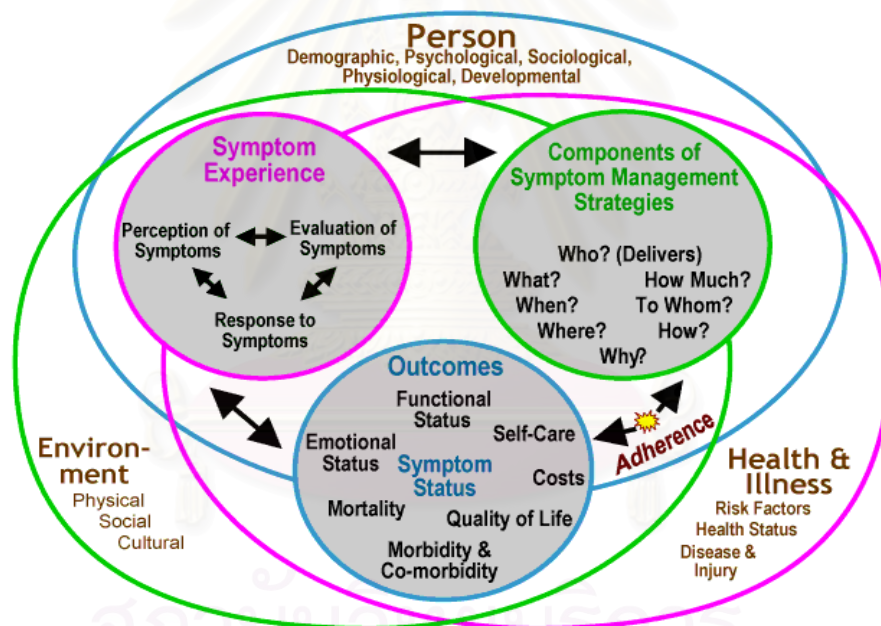 Person
Demographic, Psychological, Sociological,
Physiological, Developmental
Symptom
Experience
Perception of
Symptoms
Evaluation of
Symptoms
Response to
Symptoms
Components of
Symptom Management
Strategies
Who? (Delivers)
What?
How Much?
When?
To Whom?
Where?
How?
Why?
Outcomes
Functional
Status
Emotional
Status
Self-Care
Symptom
Status
Costs
Mortality
Quality of Life
Morbidity &
Co-morbidity
Adherence
Environ-
ment
Physical
Social
Cultural
Health &
Illness
Risk Factors
Health Status
Disease &
Injury